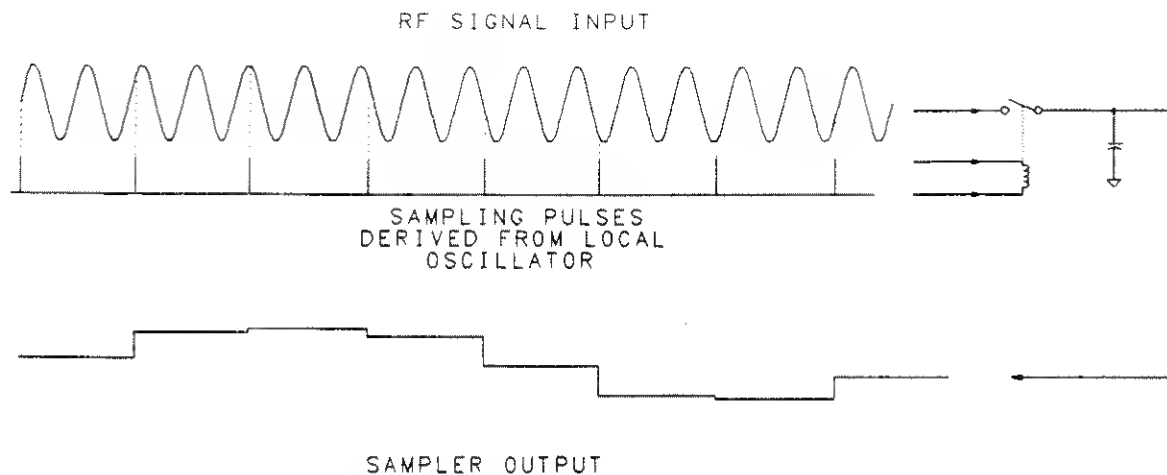 RF SIGNAL INPUT
SAMPLING PULSES
DERIVED FROM LOCAL
OSCILLATOR
SAMPLER OUTPUT